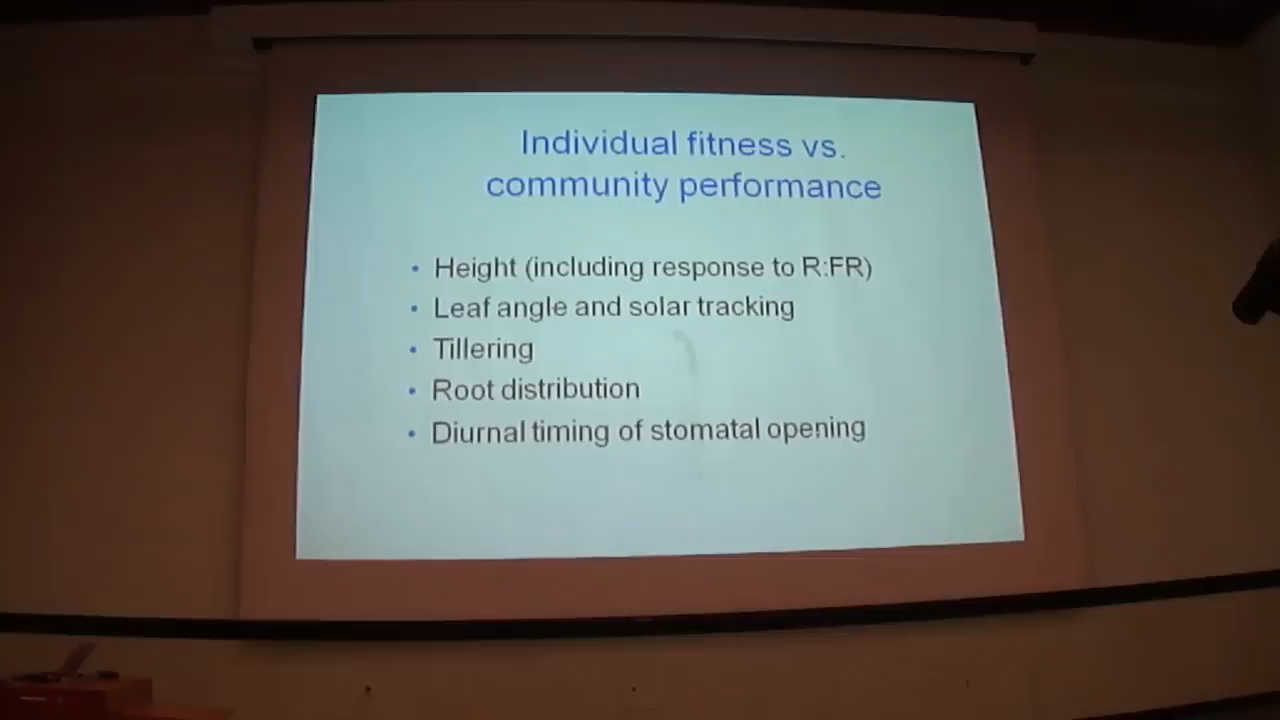 Individual fitness vs.
community performance
• Height (including response to R:FR)
• Leaf angle and solar tracking
• Tillering
• Root distribution
• Diurnal timing of stomatal opening